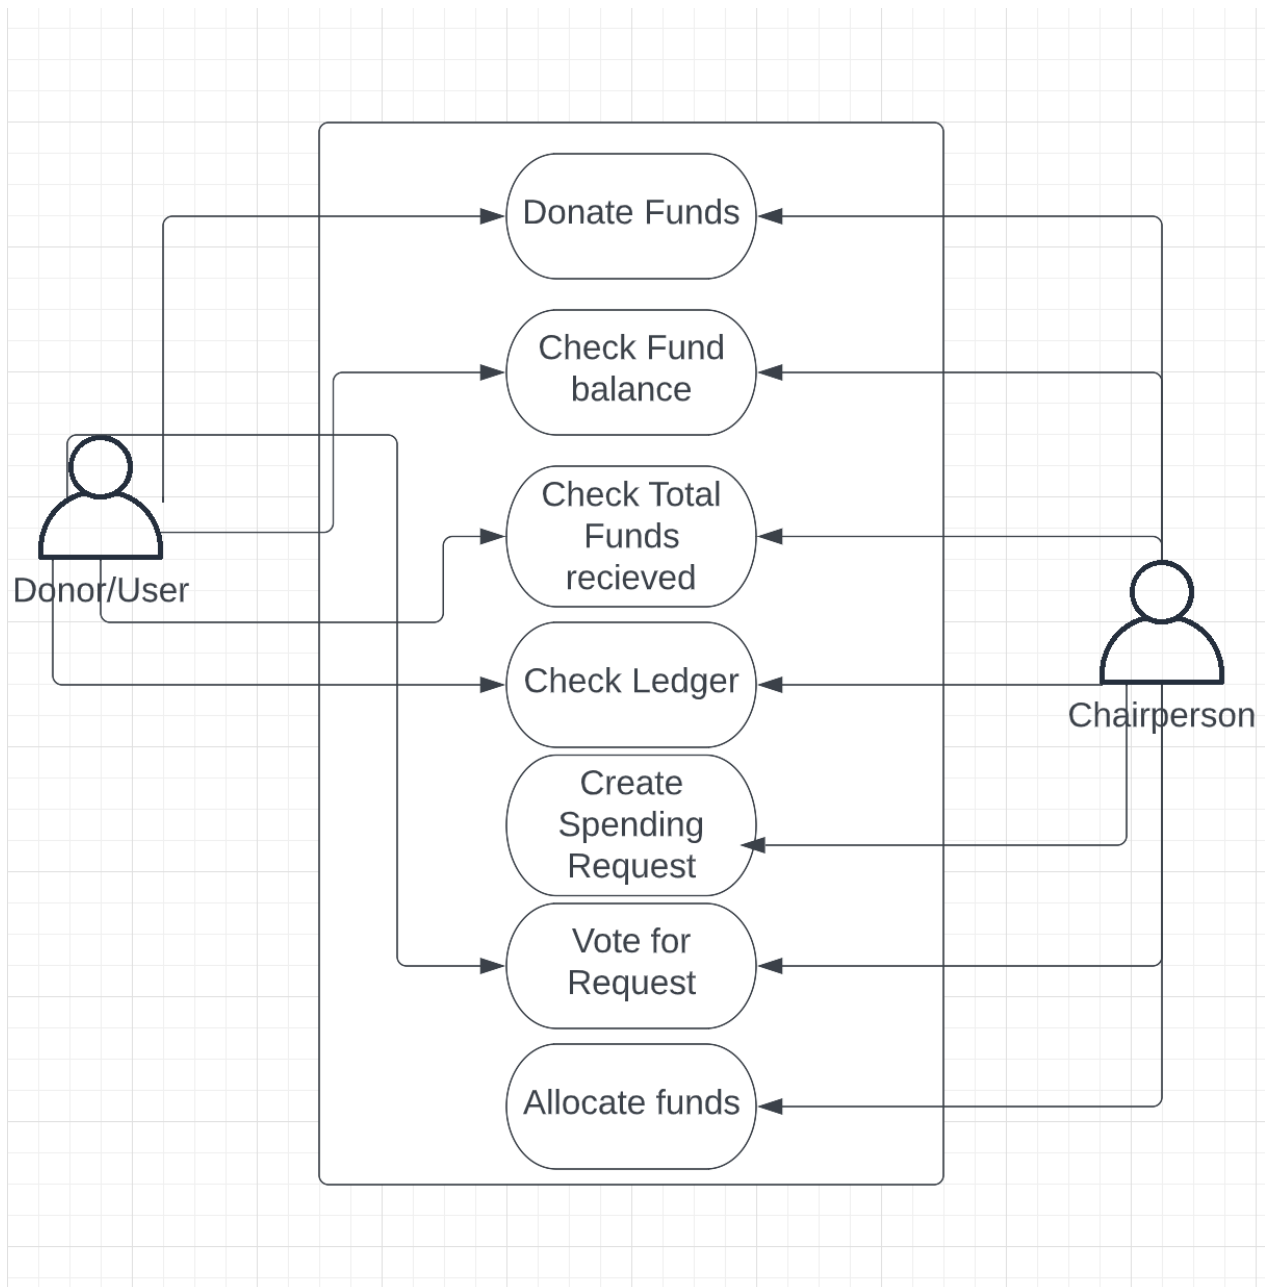 Donate Funds
Check Fund
balance
Check Total
Funds
recieved
Donor/User
Check Ledger
Chairperson
Create
Spending
Request
Vote for
Request
Allocate funds